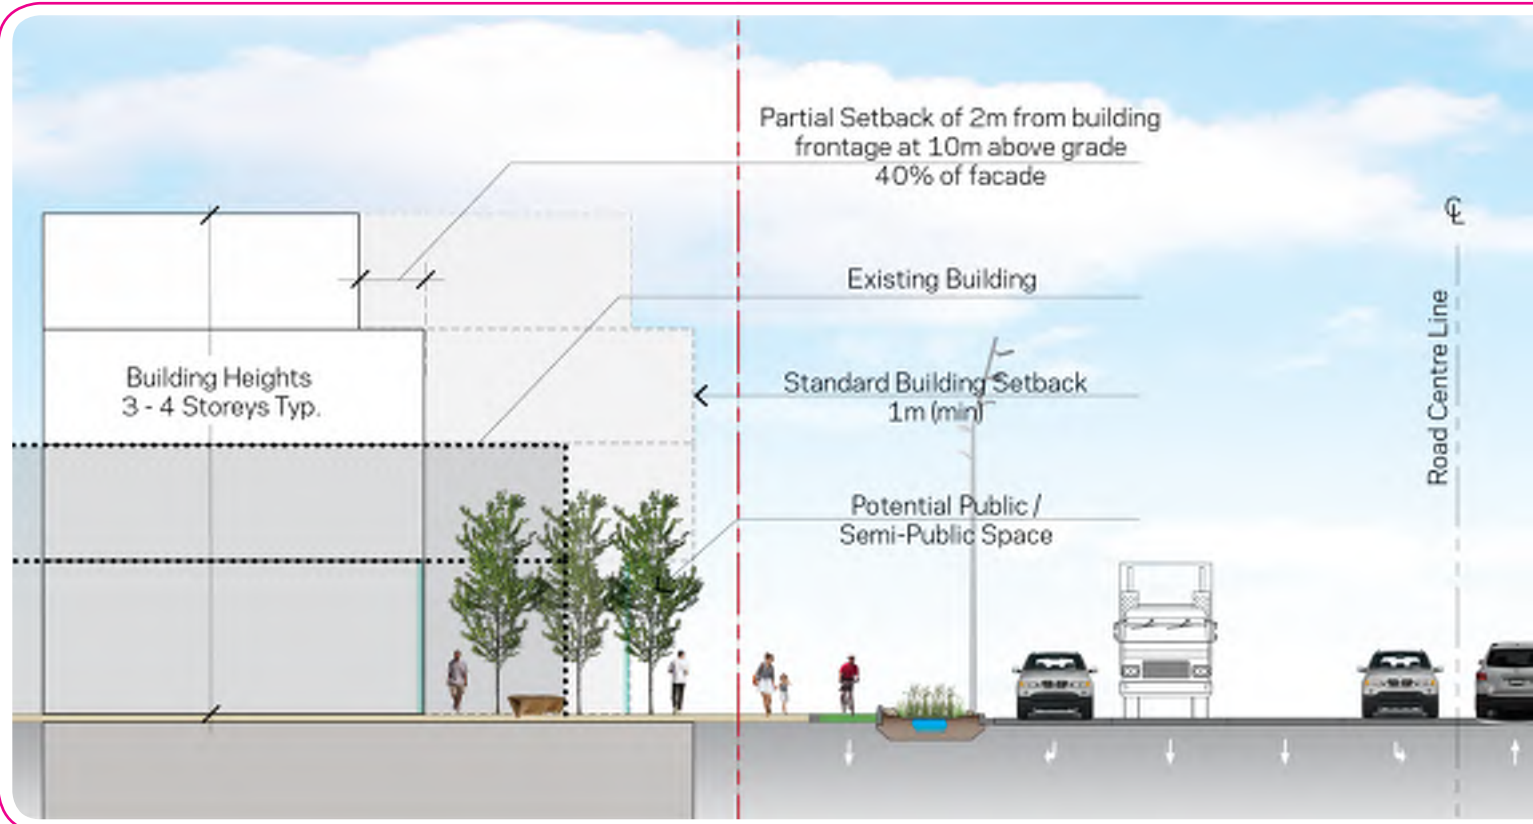 Partial Setback of 2m from building
frontage at 10m above grade
40% of facade
Existing Building
Building Heights
3 - 4 Storeys Typ.
Standard Building Setback
1m (min)
Potential Public /
Semi-Public Space
℄
Road Centre Line